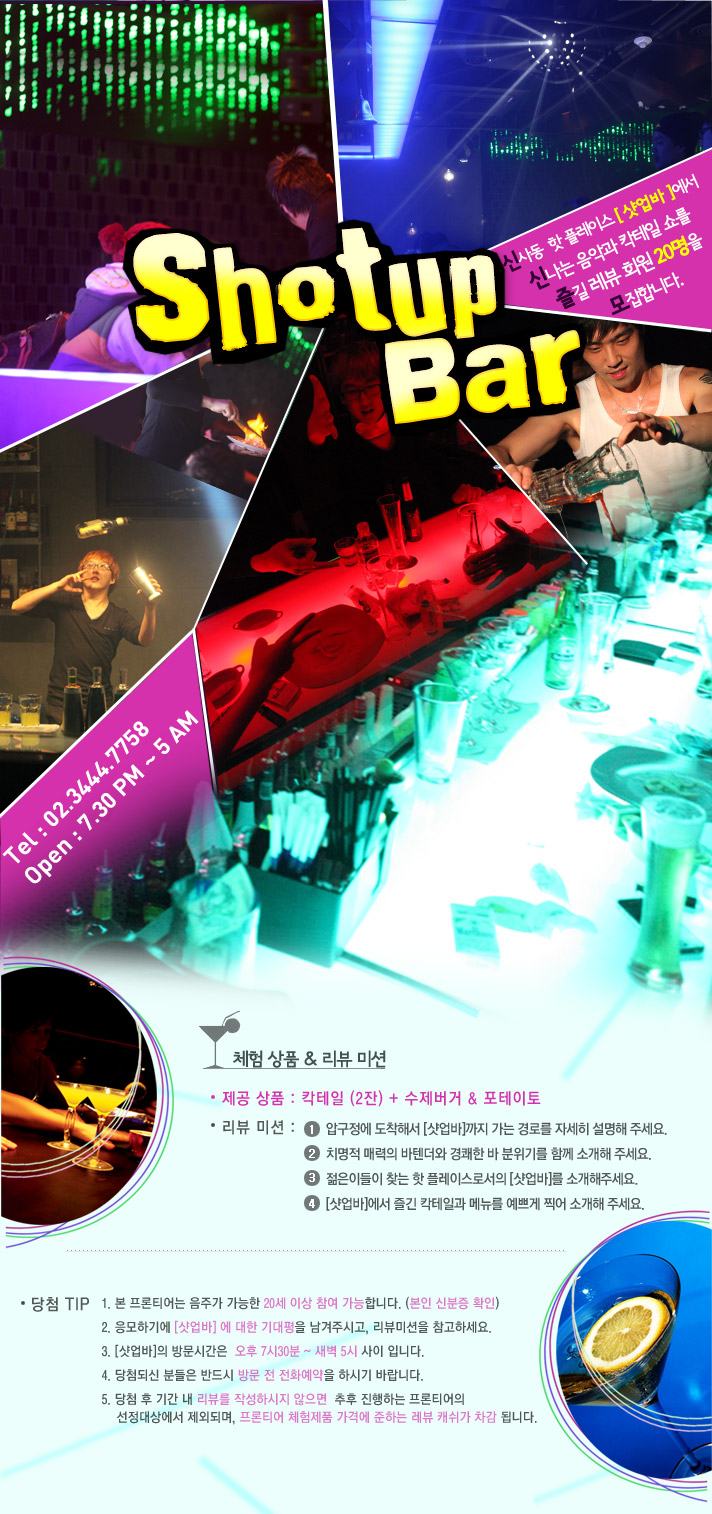 신사동 핫 플레이스 [ 샷업바 ]에서
신나는 음악과 칵테일 쇼를
즐길 레뷰 회원 20명을
모집합니다.
Shotup
Bar
Tel : 02.3444.7758
Open : 7.30 PM ~ 5 AM
체험 상품 & 리뷰 미션
• 제공 상품 : 칵테일 (2잔) + 수제버거 & 포테이토
• 리뷰 미션 : ❶ 압구정에 도착해서 [샷업바]까지 가는 경로를 자세히 설명해 주세요.
❷ 치명적 매력의 바텐더와 경쾌한 바 분위기를 함께 소개해 주세요.
❸ 젊은이들이 찾는 핫 플레이스로서의 [샷업바]를 소개해주세요.
❹ [샷업바]에서 즐긴 칵테일과 메뉴를 예쁘게 찍어 소개해 주세요.
• 당첨 TIP 1. 본 프론티어는 음주가 가능한 20세 이상 참여 가능합니다. (본인 신분증 확인)
2. 응모하기에 [샷업바] 에 대한 기대평을 남겨주시고, 리뷰미션을 참고하세요.
3. [샷업바]의 방문시간은 오후 7시30분 ~ 새벽 5시 사이 입니다.
4. 당첨되신 분들은 반드시 방문 전 전화예약을 하시기 바랍니다.
5. 당첨 후 기간 내 리뷰를 작성하시지 않으면 추후 진행하는 프론티어의
선정대상에서 제외되며, 프론티어 체험제품 가격에 준하는 레뷰 캐쉬가 차감 됩니다.